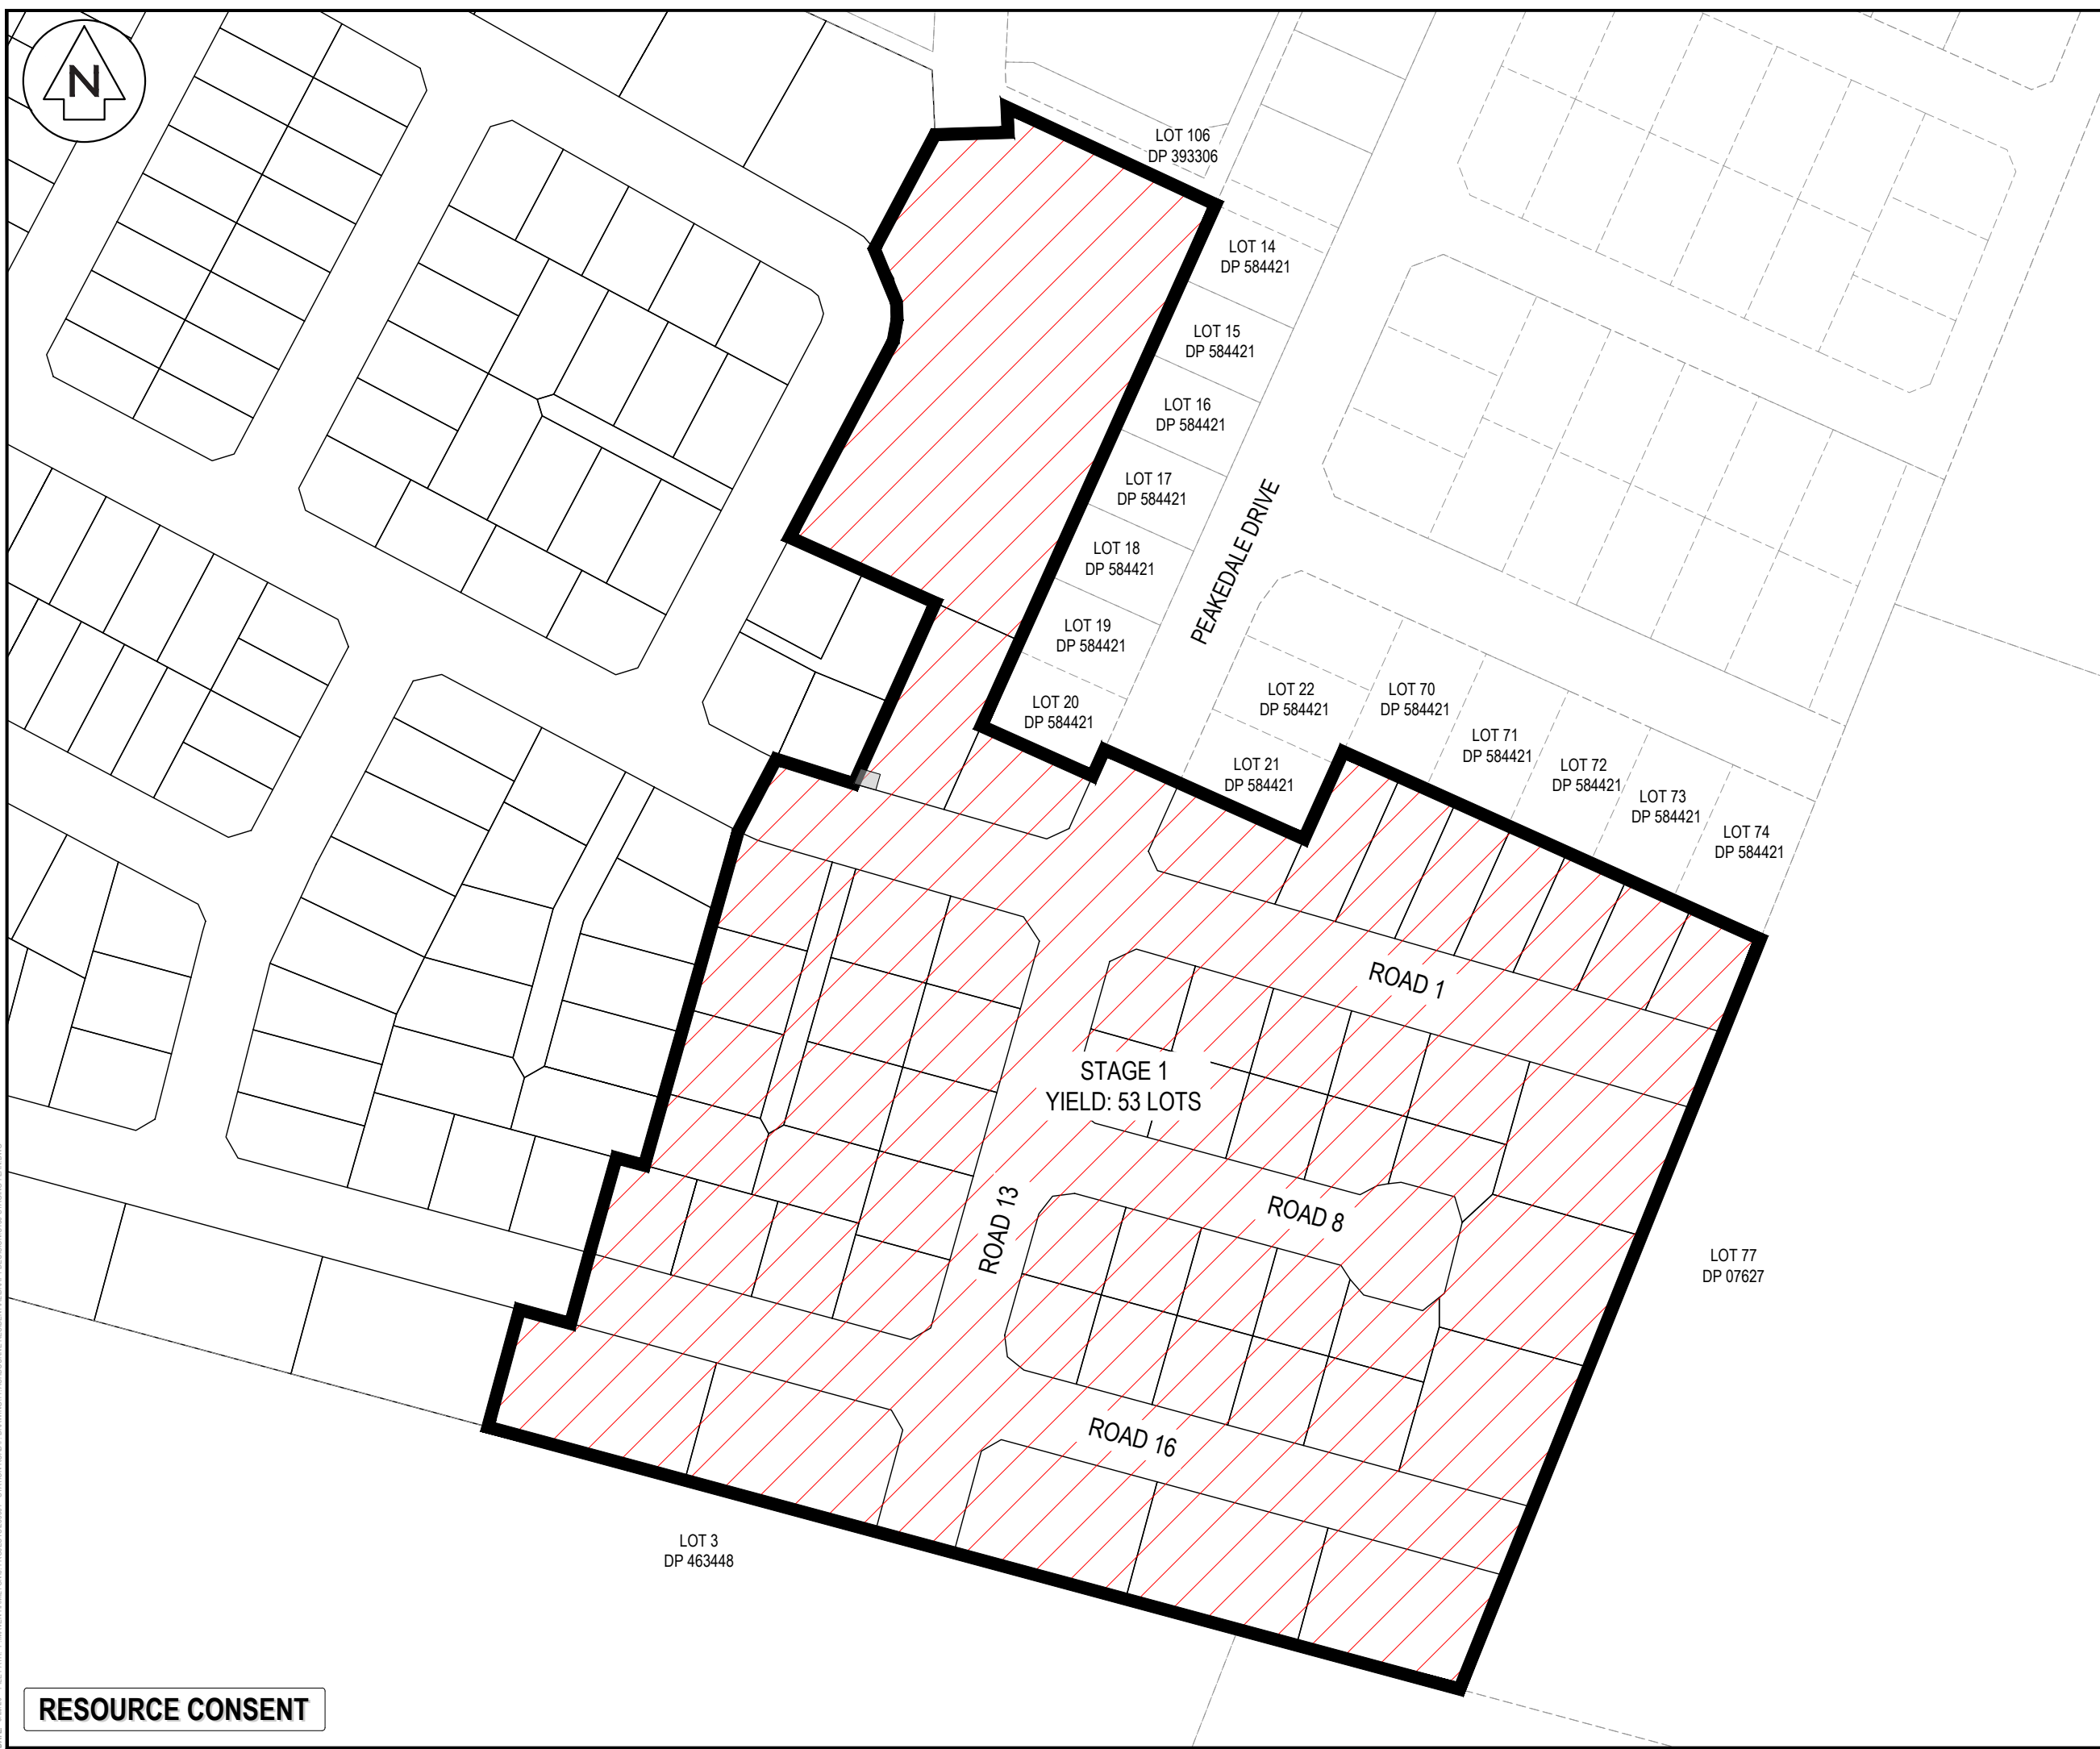 N
LOT 106
DP 393306
LOT 14
DP 584421
LOT 15
DP 584421
LOT 16
DP 584421
LOT 17
DP 584421
LOT 18
DP 584421
LOT 19
DP 584421
LOT 20
DP 584421
PEAKEDALE DRIVE
LOT 22
DP 584421
LOT 70
DP 584421
LOT 71
DP 584421
LOT 21
DP 584421
LOT 72
DP 584421
LOT 73
DP 584421
LOT 74
DP 584421
ROAD 1
STAGE 1
YIELD: 53 LOTS
ROAD 13
ROAD 8
LOT 77
DP 07627
ROAD 16
LOT 3
DP 463448
RESOURCE CONSENT